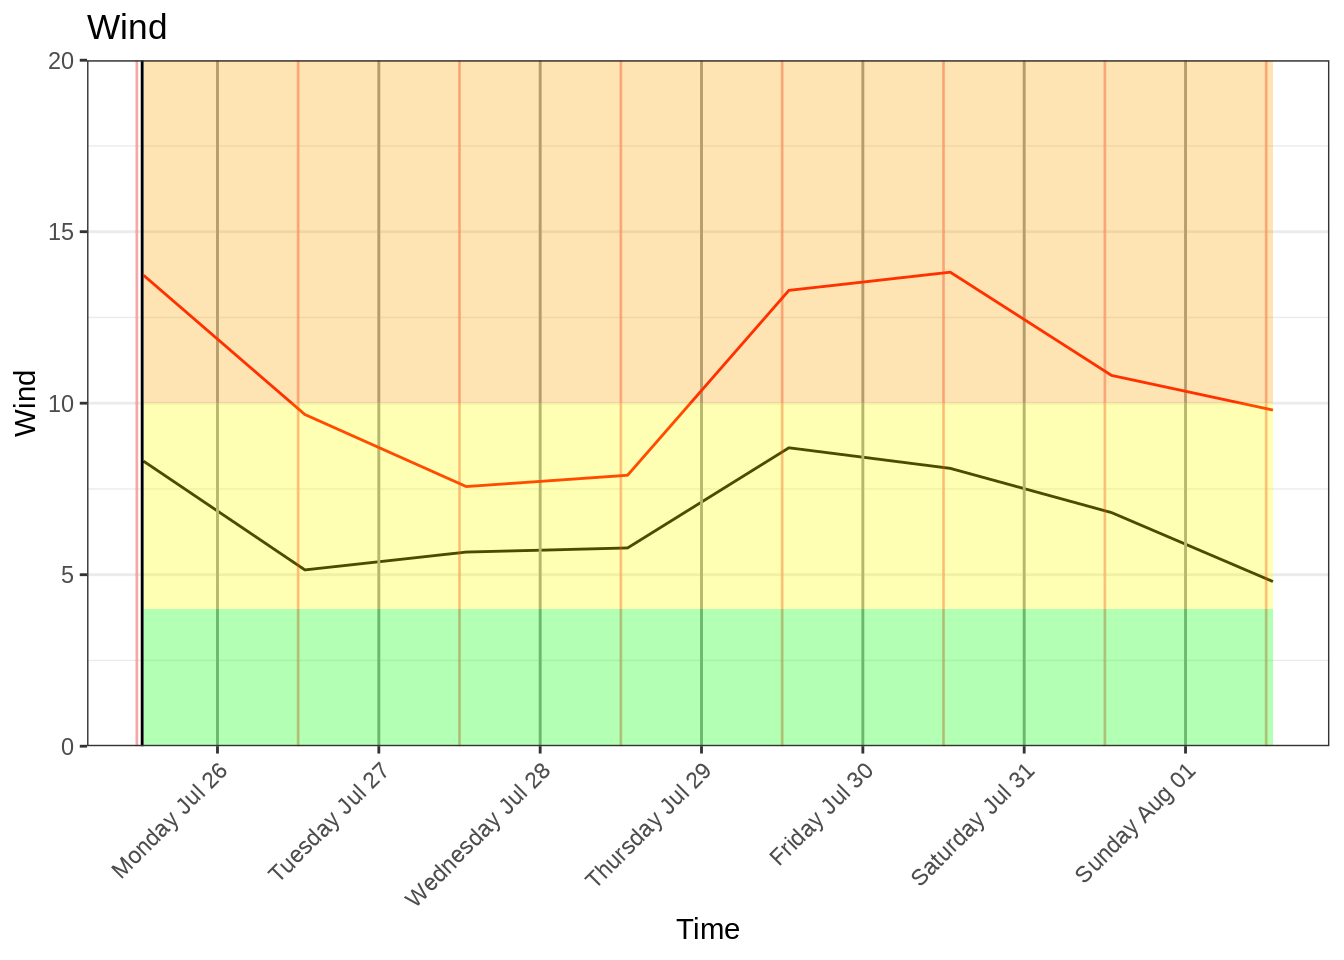 Wind
Wind
20
15
10
5
0
Monday Jul 26
Tuesday Jul 27
Wednesday Jul 28
Thursday Jul 29
Friday Jul 30
Saturday Jul 31
Sunday Aug 01
Time